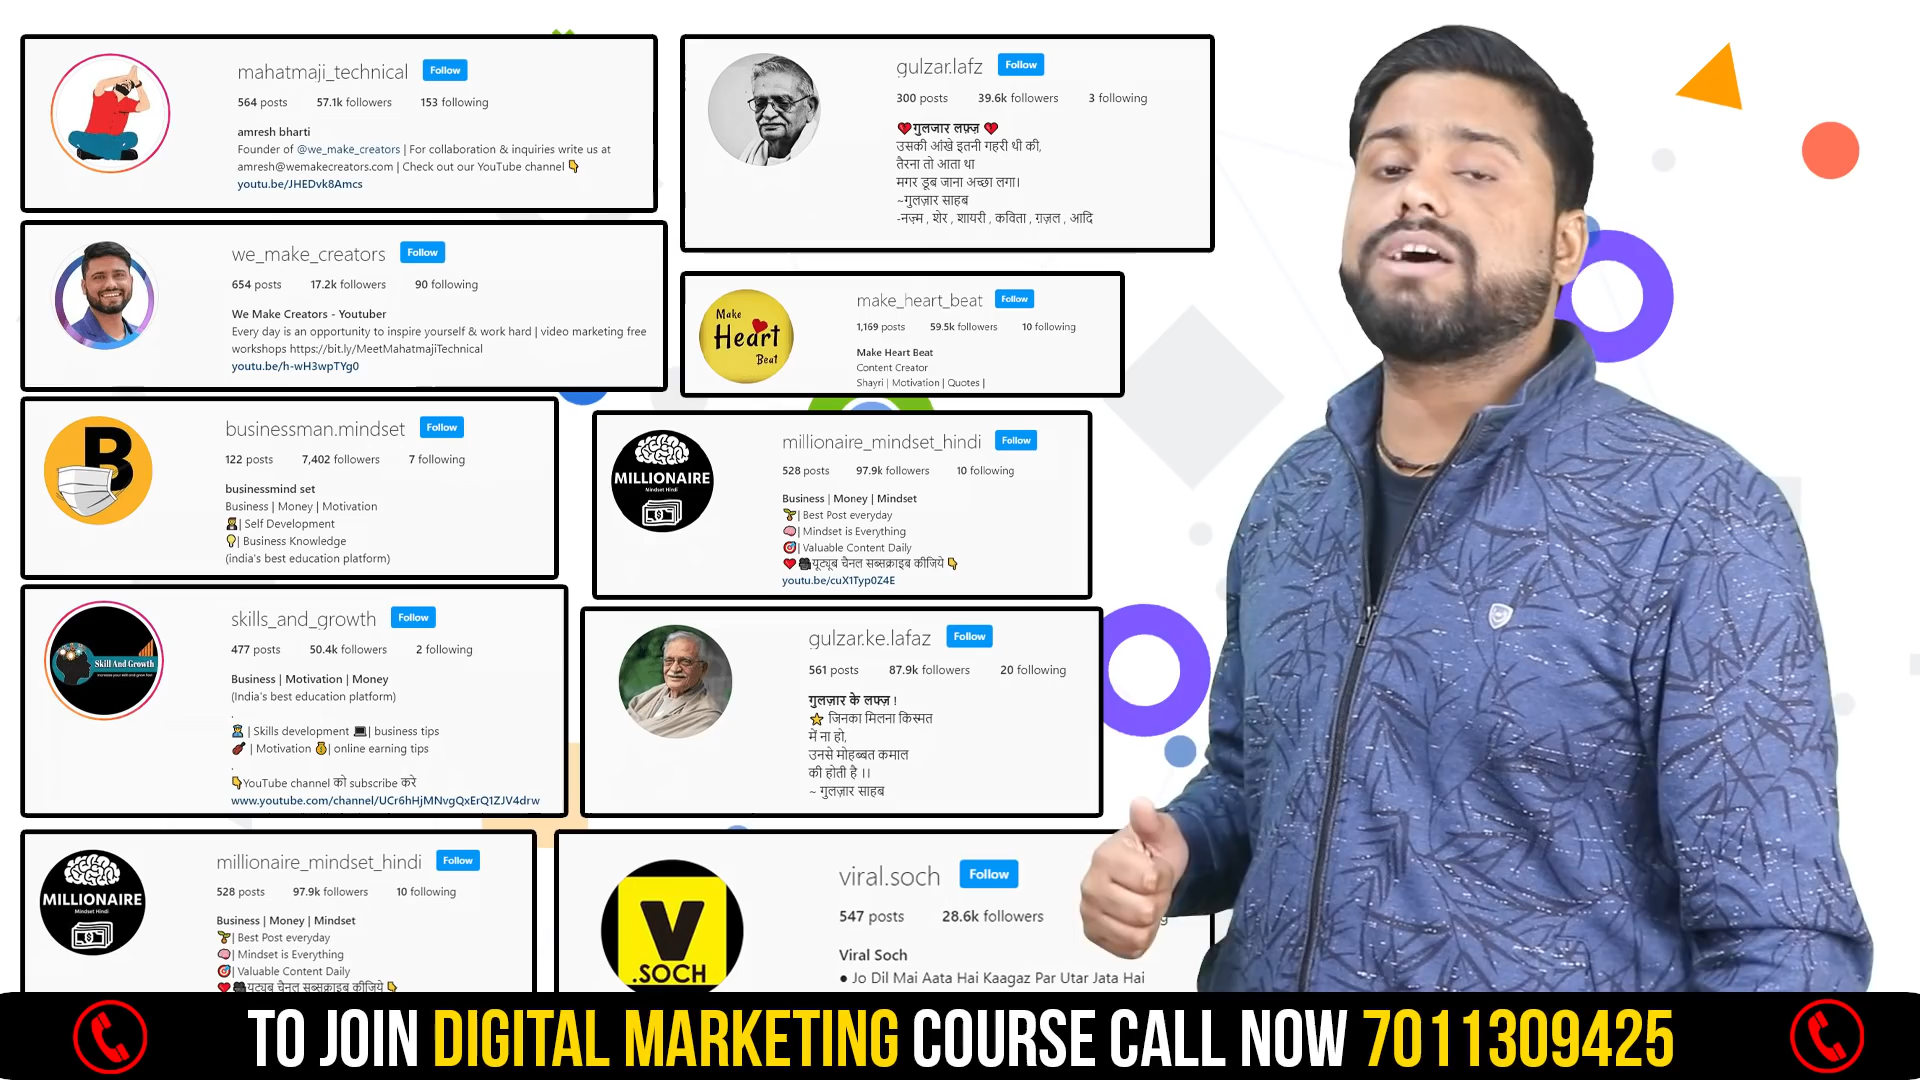 mahatmaji_technical Follow
564 posts 57.1k followers 153 following
amresh bharti
Founder of @we_make_creators | For collaboration & inquiries write us at
amresh@wemakecreators.com | Check out our YouTube channel 👇
youtu.be/JHEDvk8Amcs
gulzar.lafz Follow
300 posts 39.6k followers 3 following
💔गुलजार लफ़्ज़ 💔
उसकी आंखे इतनी गहरी थी की,
तैरना तो आता था
मगर डूब जाना अच्छा लगा।
~गुलज़ार साहब
-नज़्म , शेर , शायरी , कविता , ग़ज़ल , आदि
we_make_creators Follow
654 posts 17.2k followers 90 following
We Make Creators - Youtuber
Every day is an opportunity to inspire yourself & work hard | video marketing free
workshops https://bit.ly/MeetMahatmajiTechnical
youtu.be/h-wH3wpTYg0
Make
Heart
Beat
make_heart_beat Follow
1,169 posts 59.5k followers 10 following
Make Heart Beat
Content Creator
Shayri | Motivation | Quotes |
B
businessman.mindset Follow
122 posts 7,402 followers 7 following
businessmind set
Business | Money | Motivation
| Self Development
💡| Business Knowledge
(india's best education platform)
MILLIONAIRE
Mindset Hindi
millionaire_mindset_hindi Follow
528 posts 97.9k followers 10 following
Business | Money | Mindset
🌱| Best Post everyday
🧠| Mindset is Everything
🎯| Valuable Content Daily
❤️🎥यूट्यूब चैनल सब्सक्राइब कीजिये 👇
youtu.be/cuX1Typ0Z4E
Skill And Growth
skills_and_growth Follow
477 posts 50.4k followers 2 following
Business | Motivation | Money
(India's best education platform)
.
| Skills development 💻| business tips
| Motivation 💰| online earning tips
.
👇YouTube channel को subscribe करे
www.youtube.com/channel/UCr6hHjMNvgQxErQ1ZJV4drw
gulzar.ke.lafaz Follow
561 posts 87.9k followers 20 following
गुलज़ार के लफ्ज़ !
⭐ जिनका मिलना किस्मत
में ना हो,
उनसे मोहब्बत कमाल
की होती है ।।
~ गुलज़ार साहब
MILLIONAIRE
Mindset Hindi
millionaire_mindset_hindi Follow
528 posts 97.9k followers 10 following
Business | Money | Mindset
🌱| Best Post everyday
🧠| Mindset is Everything
🎯| Valuable Content Daily
❤️🎥यूट्यूब चैनल सब्सक्राइब कीजिये 👇
V
.SOCH
viral.soch Follow
547 posts 28.6k followers
Viral Soch
● Jo Dil Mai Aata Hai Kaagaz Par Utar Jata Hai
TO JOIN DIGITAL MARKETING COURSE CALL NOW 7011309425